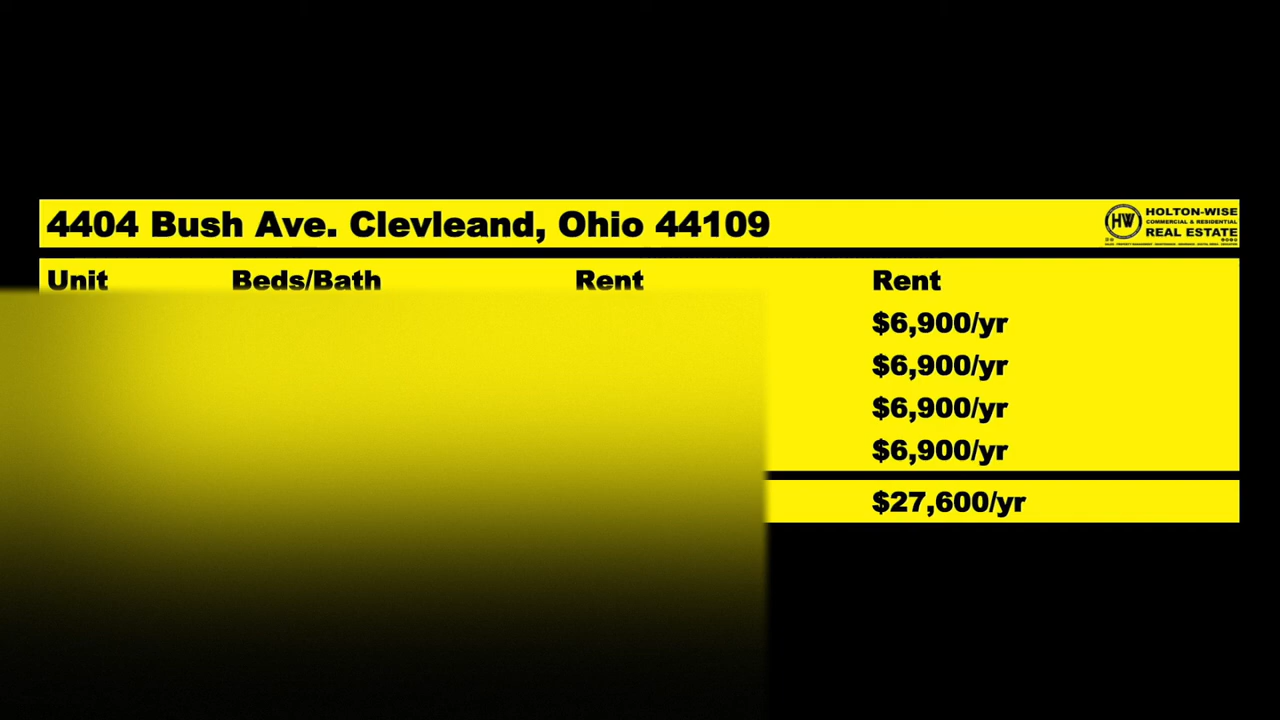 4404 Bush Ave. Clevleand, Ohio 44109
HOLTON-WISE
COMMERCIAL & RESIDENTIAL
REAL ESTATE
HW
Unit Beds/Bath Rent Rent
$6,900/yr
$6,900/yr
$6,900/yr
$6,900/yr
$27,600/yr